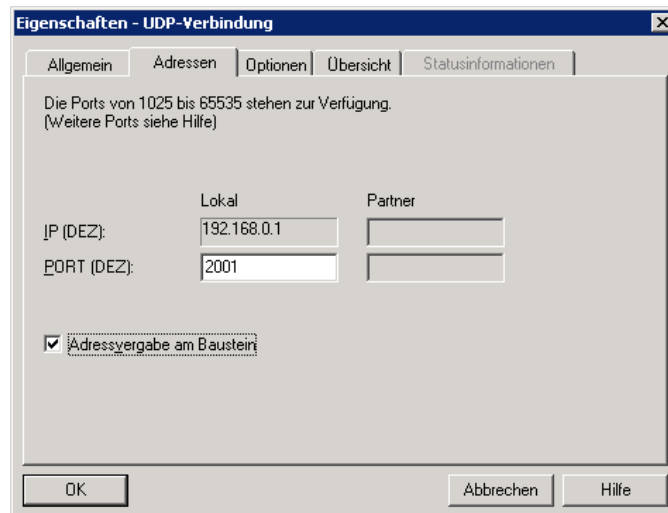 Eigenschaften - UDP-Verbindung
Allgemein Adressen Optionen Übersicht Statusinformationen
Die Ports von 1025 bis 65535 stehen zur Verfügung.
(Weitere Ports siehe Hilfe)
Lokal Partner
IP (DEZ): 192.168.0.1
PORT (DEZ): 2001
Adressvergabe am Baustein
OK Abbrechen Hilfe